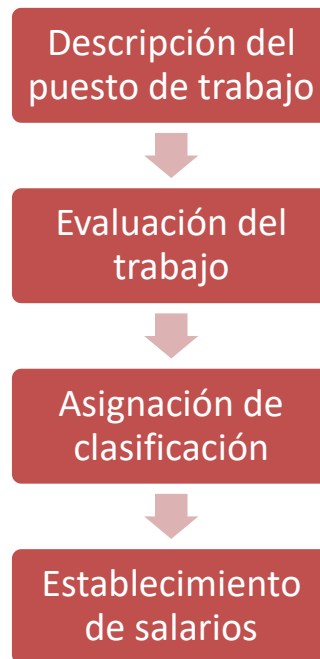 Descripción del
puesto de trabajo
Evaluación del
trabajo
Asignación de
clasificación
Establecimiento
de salarios